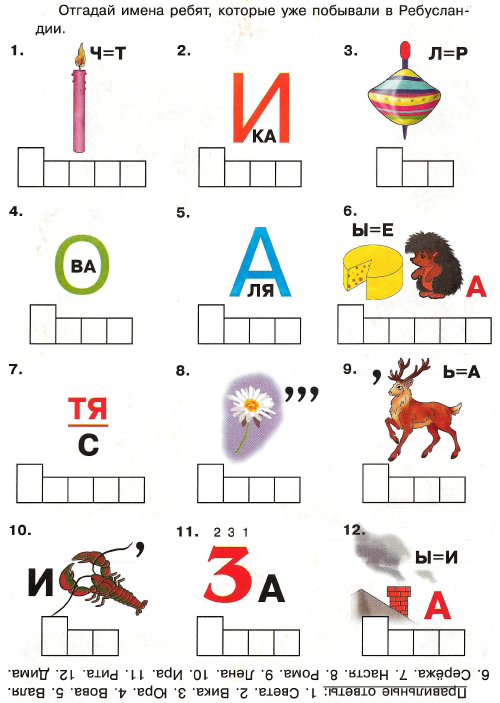 Отгадай имена ребят, которые уже побывали в Ребуслан-
дии.
1. Ч=Т
2. И КА
3. Л=Р
4. О ВА
5. А ЛЯ
6. Ы=Е А
7. ТЯ С
8. ,,,
9. , Ь=А
10. И ,
11. 2 3 1 З А
12. Ы=И А
Правильные ответы: 1. Света. 2. Вика. 3. Юра. 4. Вова. 5. Валя.
6. Серёжа. 7. Настя. 8. Рома. 9. Лена. 10. Ира. 11. Рита. 12. Дима.